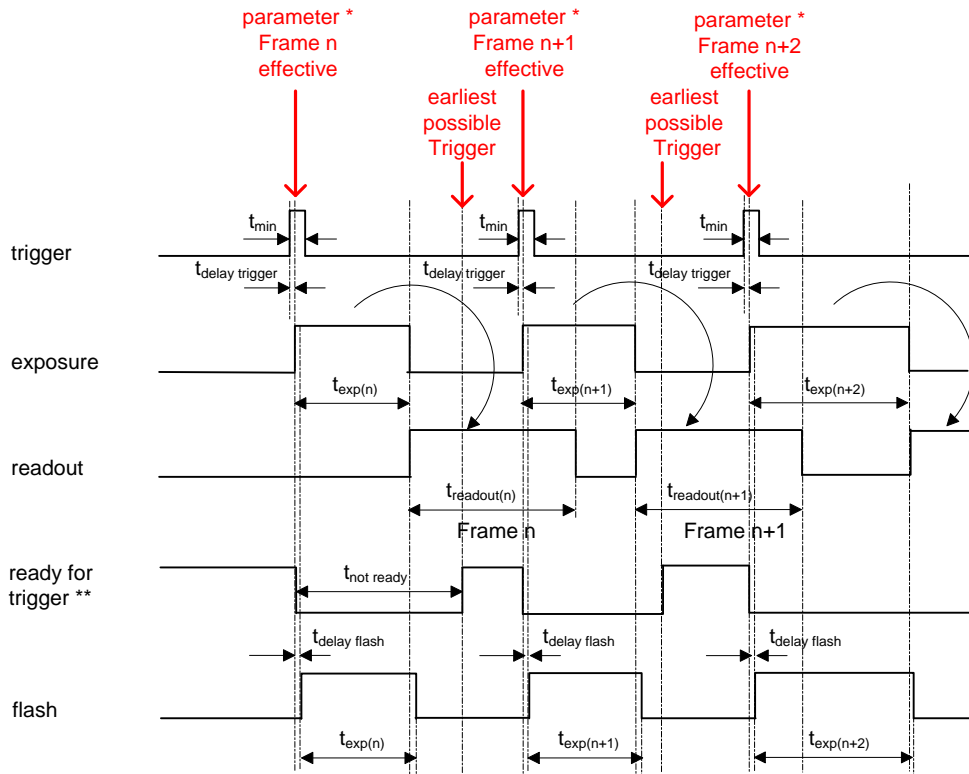 parameter *
Frame n
effective
parameter *
Frame n+1
effective
parameter *
Frame n+2
effective
earliest
possible
Trigger
earliest
possible
Trigger
trigger
tmin
tmin
tmin
tdelay trigger
tdelay trigger
tdelay trigger
exposure
texp(n)
texp(n+1)
texp(n+2)
readout
treadout(n)
treadout(n+1)
Frame n
Frame n+1
ready for
trigger **
tnot ready
tdelay flash
tdelay flash
tdelay flash
flash
texp(n)
texp(n+1)
texp(n+2)